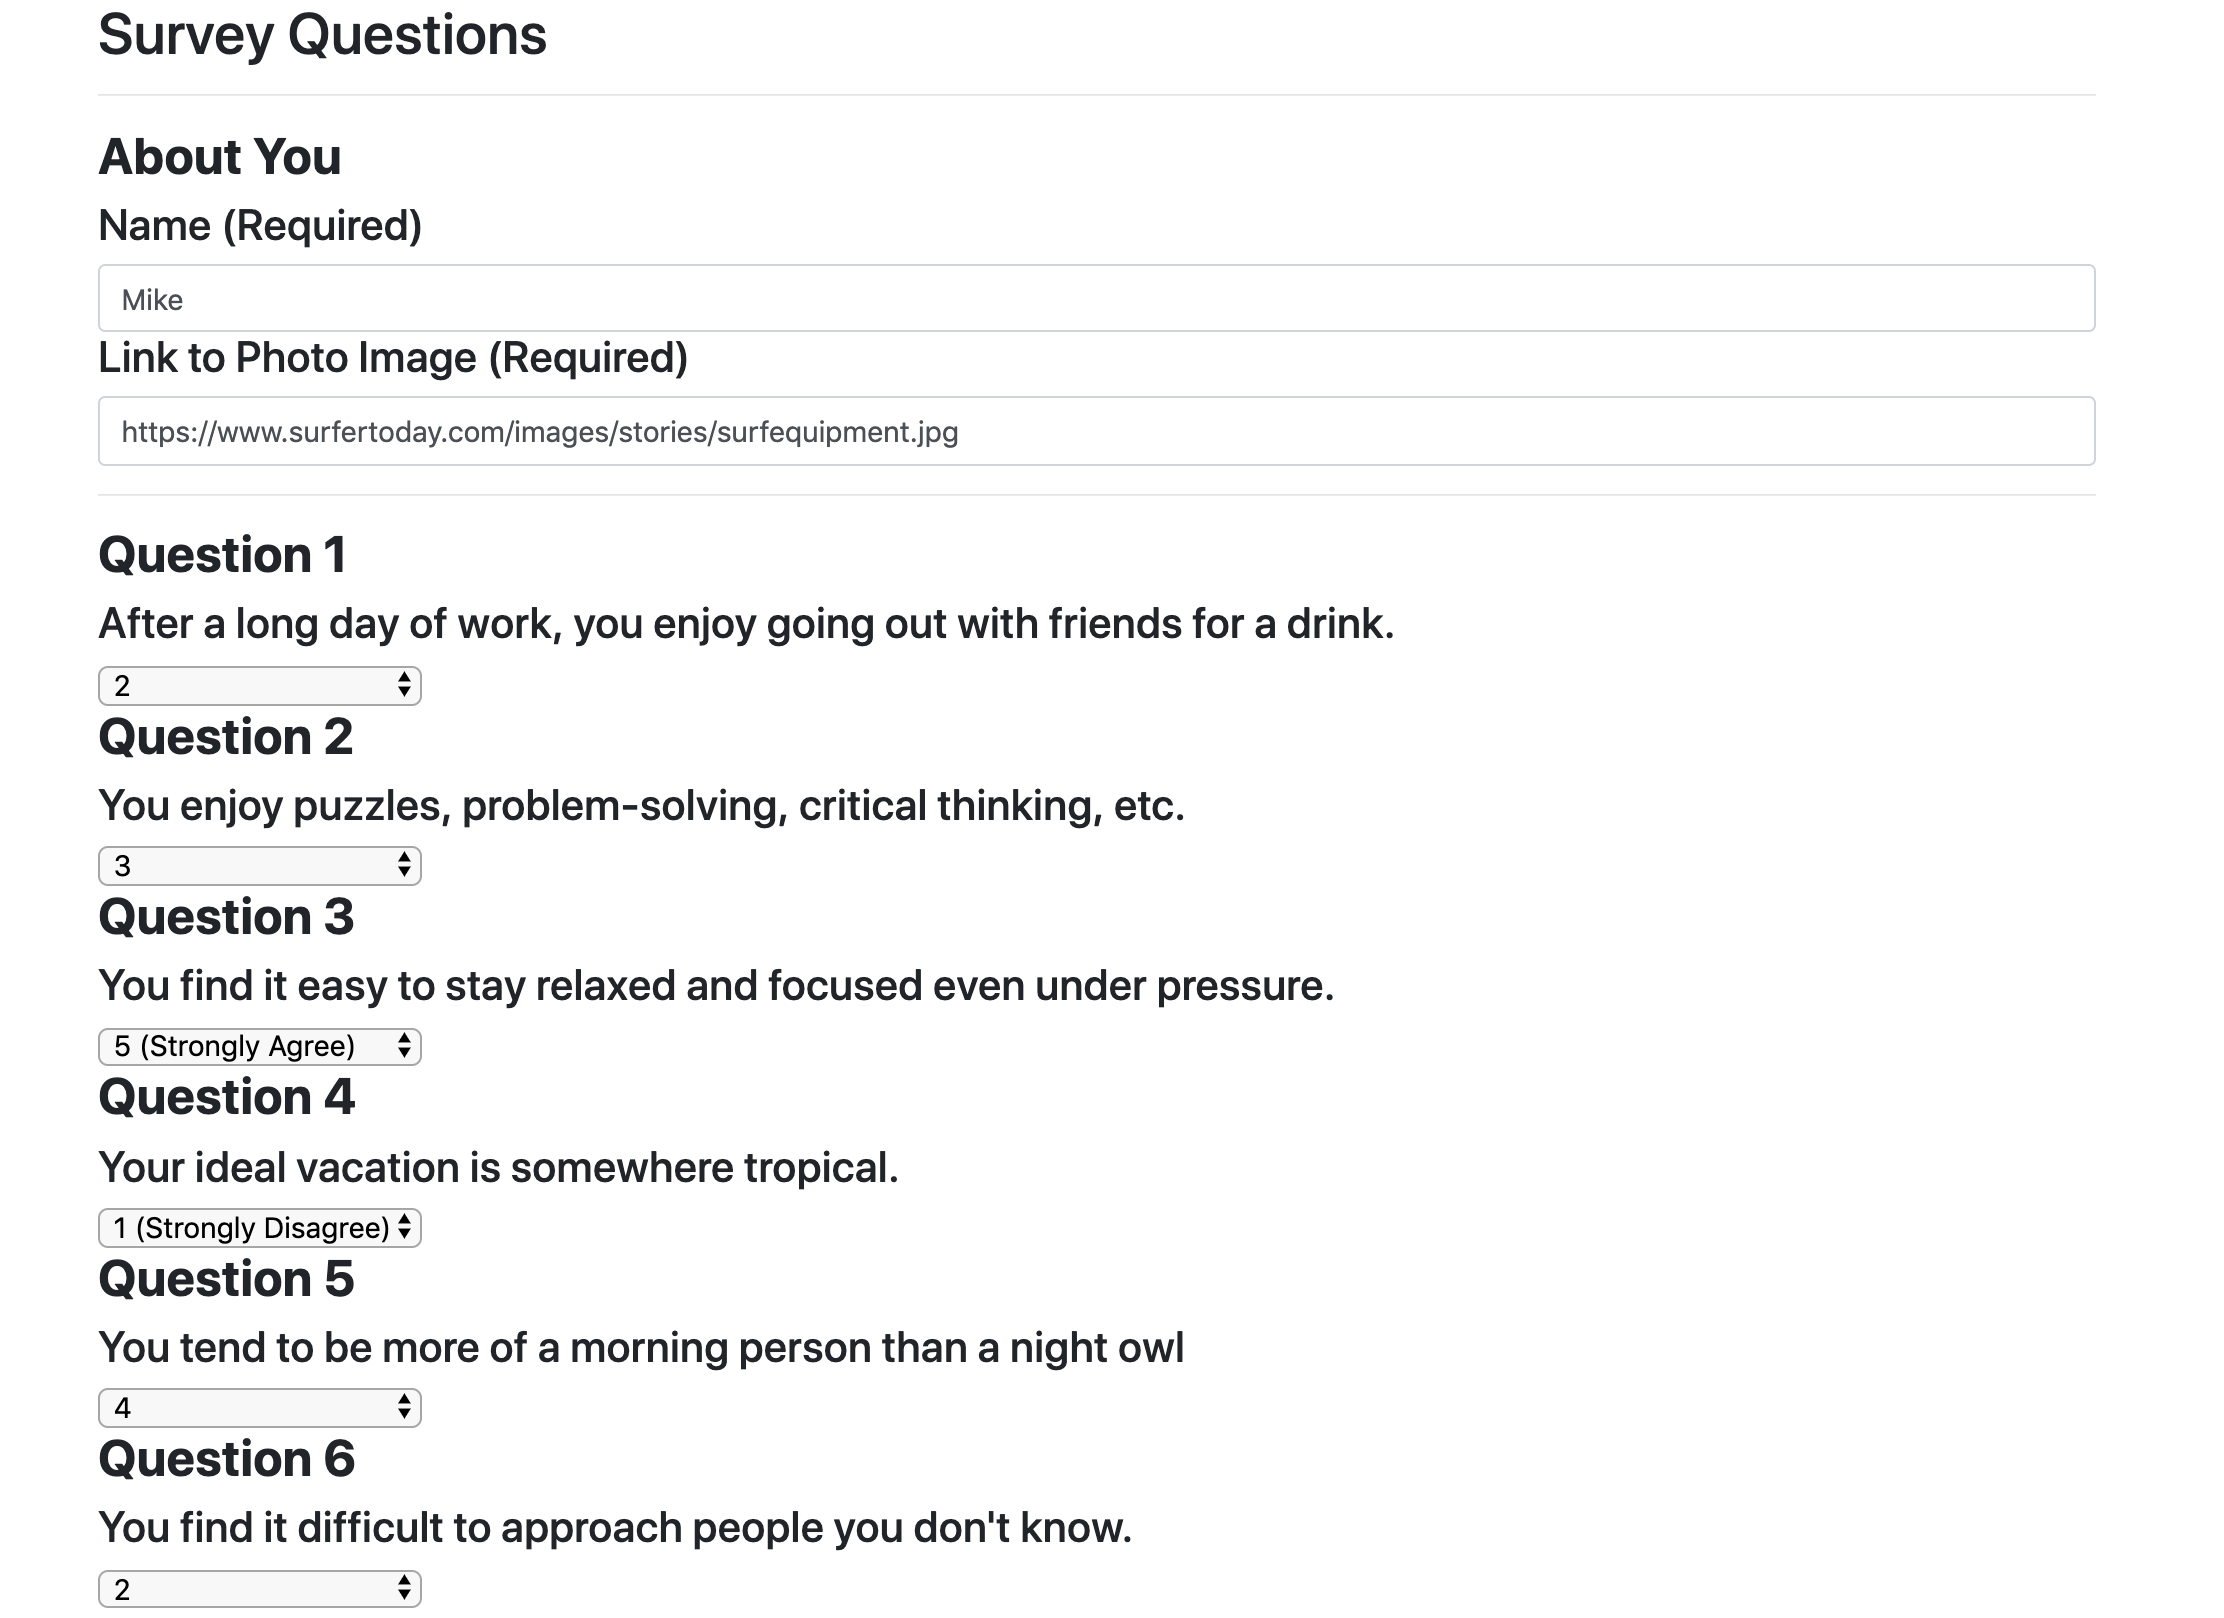 Survey Questions
About You
Name (Required)
Mike
Link to Photo Image (Required)
https://www.surfertoday.com/images/stories/surfequipment.jpg
Question 1
After a long day of work, you enjoy going out with friends for a drink.
2
Question 2
You enjoy puzzles, problem-solving, critical thinking, etc.
3
Question 3
You find it easy to stay relaxed and focused even under pressure.
5 (Strongly Agree)
Question 4
Your ideal vacation is somewhere tropical.
1 (Strongly Disagree)
Question 5
You tend to be more of a morning person than a night owl
4
Question 6
You find it difficult to approach people you don't know.
2